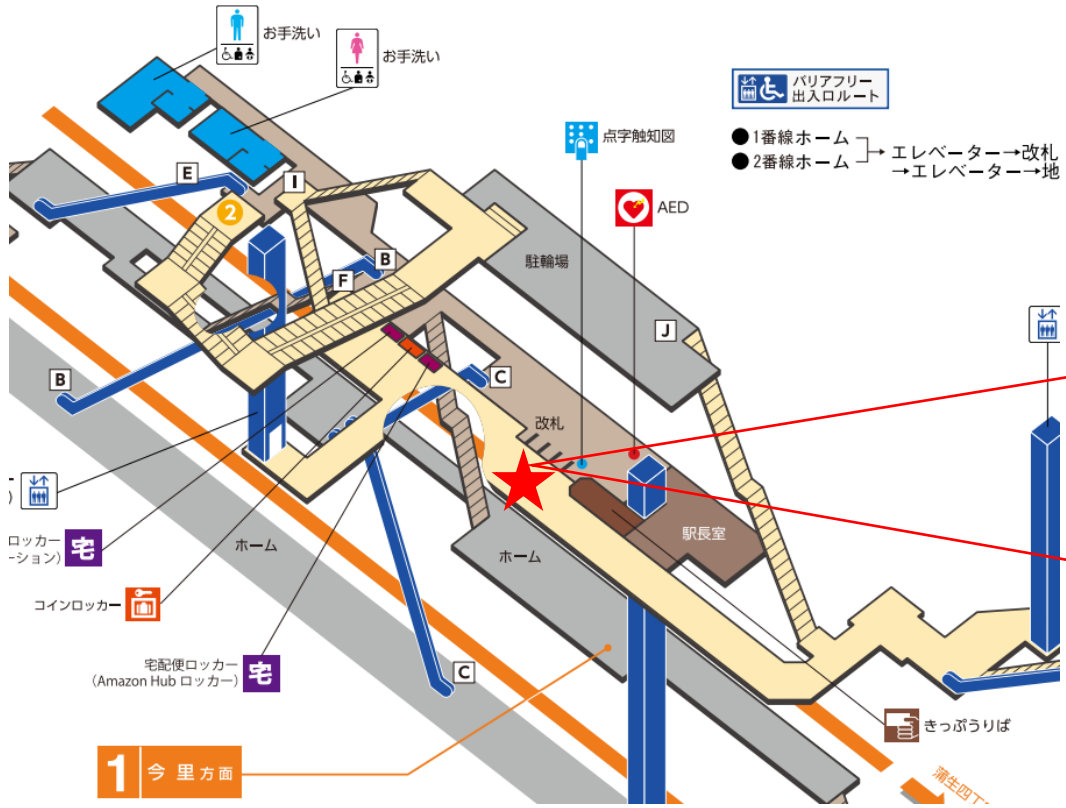 お手洗い
お手洗い
バリアフリー
出入ロルート
●1番線ホーム
●2番線ホーム
→エレベーター→改札
→エレベーター→地
点字触知図
AED
E
I
2
B
F
駐輪場
J
B
C
改札
ロッカー
ーション)
宅
ホーム
ホーム
駅長室
コインロッカー
宅配便ロッカー
(Amazon Hub ロッカー)
宅
C
きっぷうりば
1 今里方面
蒲生四丁